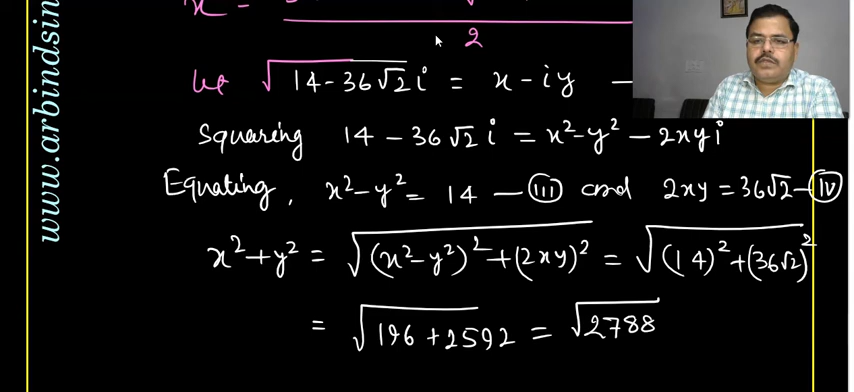 www.arbindsin
x =
2
Let √14-36√2 i = x - iy -
Squaring 14 - 36√2 i = x² - y² - 2xyi
Equating, x² - y² = 14 — (III) and 2xy = 36√2 - (IV)
x² + y² = √(x² - y²)² + (2xy)² = √(14)² + (36√2)²
= √196 + 2592 = √2788